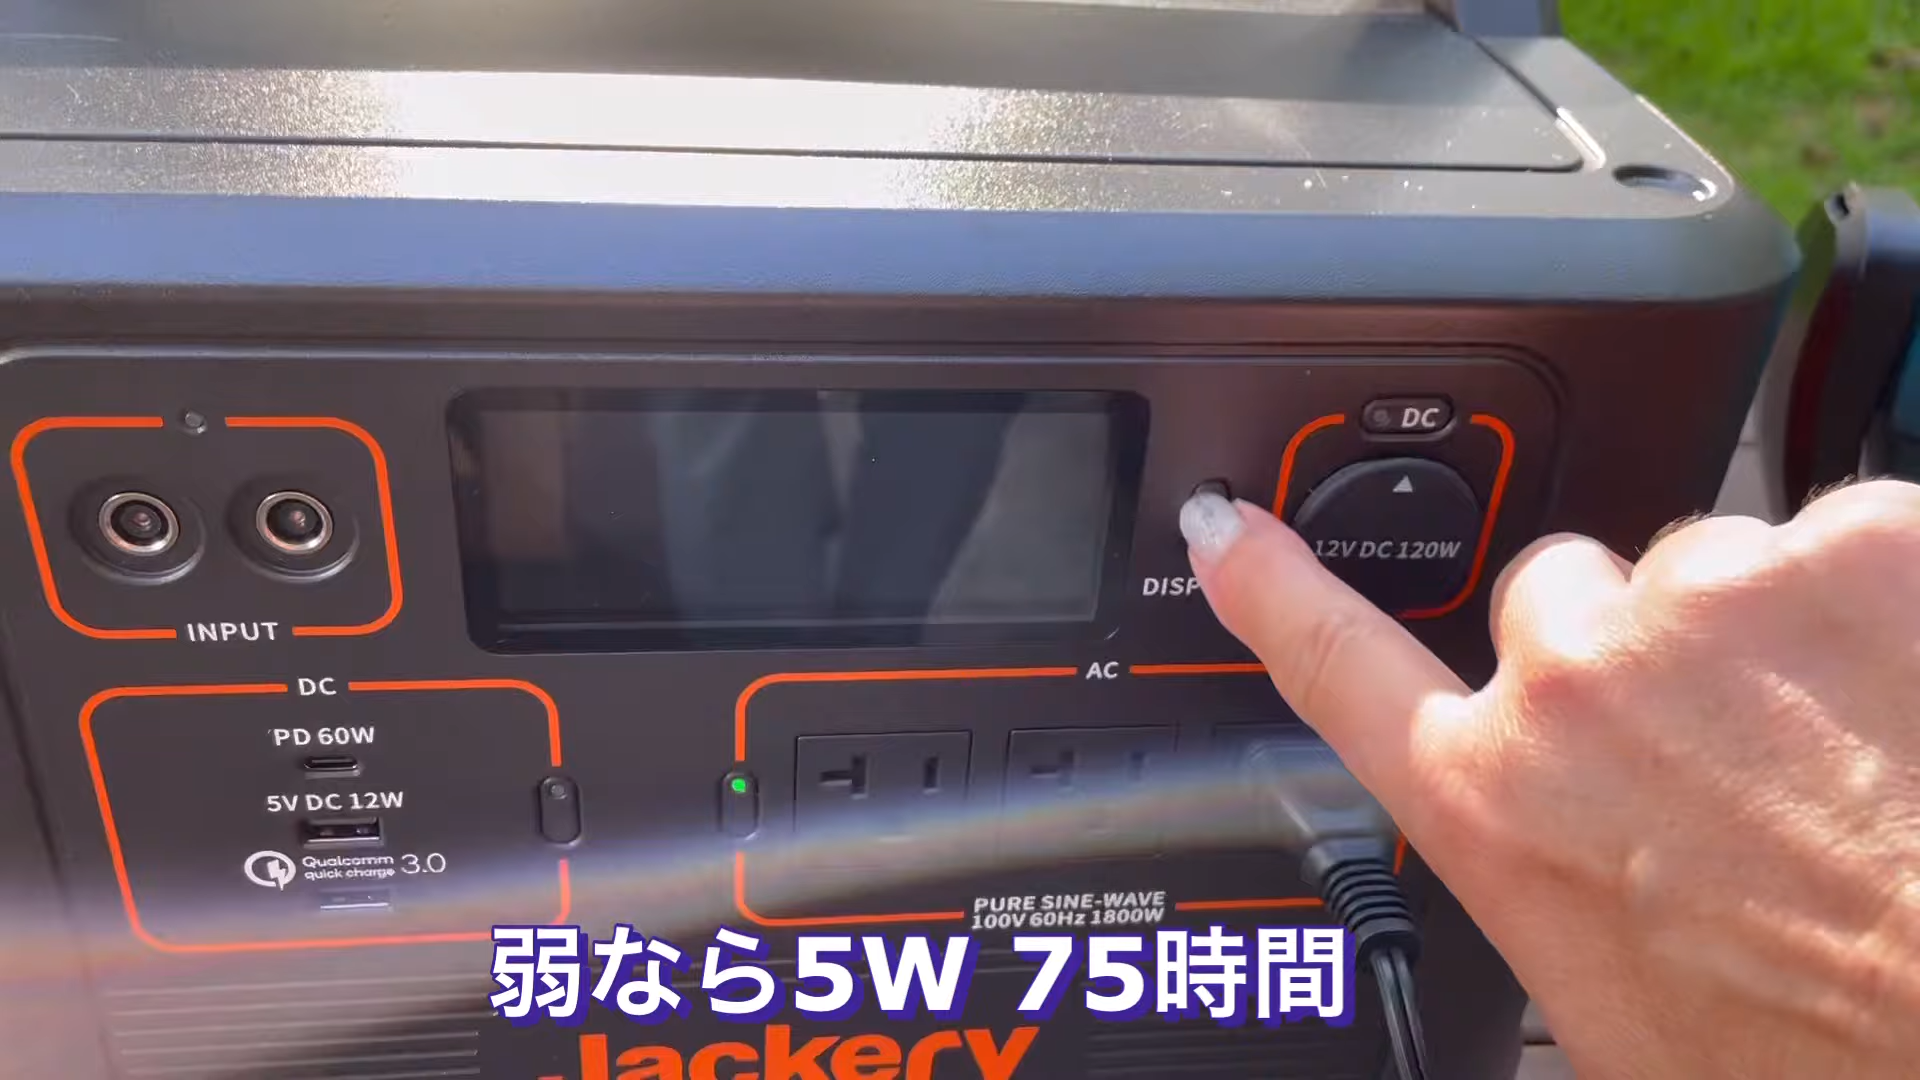 DC
12V DC 120W
DISP
INPUT
AC
DC
PD 60W
5V DC 12W
Qualcomm
quick charge 3.0
PURE SINE-WAVE
100V 60Hz 1800W
弱なら5W 75時間
Jackery